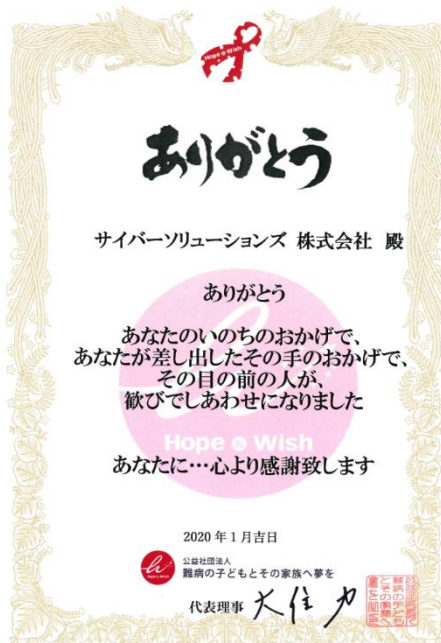 Hope & Wish
ありがとう
サイバーソリューションズ 株式会社 殿
ありがとう
あなたのいのちのおかげで、
あなたが差し出したその手のおかげで、
その目の前の人が、
歓びでしあわせになりました
Hope & Wish
あなたに…心より感謝致します
2020年1月吉日
Hope & Wish
公益社団法人
難病の子どもとその家族へ夢を
代表理事 大住力